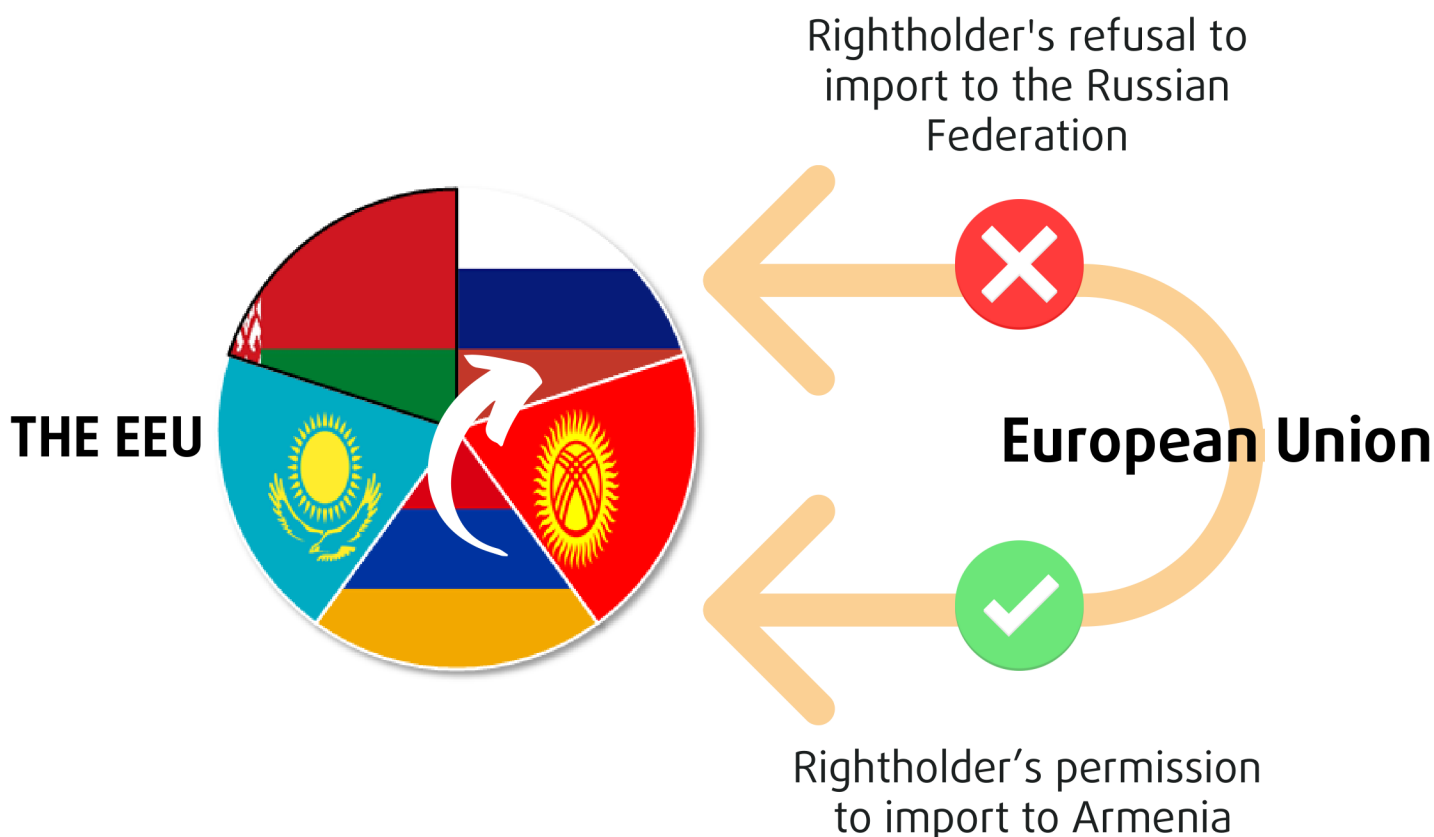 Rightholder's refusal to
import to the Russian
Federation
THE EEU
European Union
Rightholder’s permission
to import to Armenia